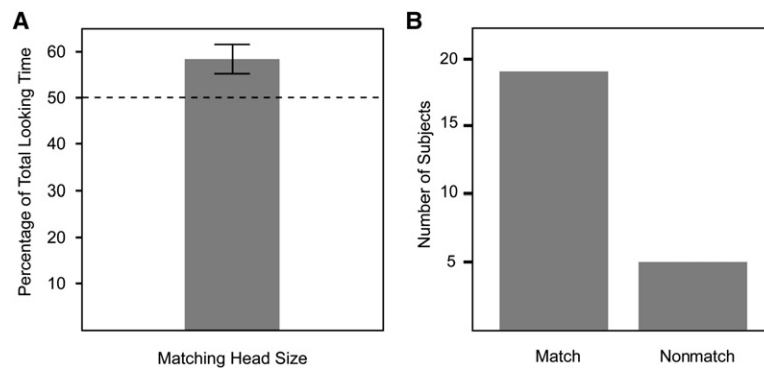 A
Percentage of Total Looking Time
60
50
40
30
20
10
Matching Head Size
B
Number of Subjects
20
15
10
5
Match
Nonmatch